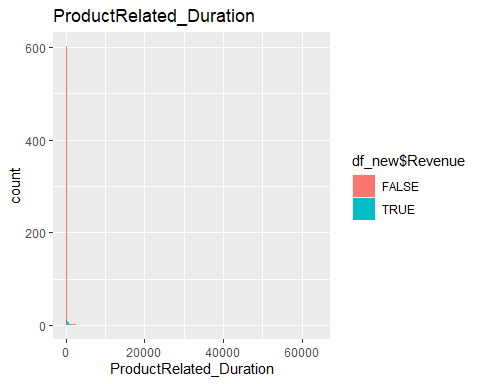 ProductRelated_Duration
600
400
200
0
count
0 20000 40000 60000
ProductRelated_Duration
df_new$Revenue
FALSE
TRUE